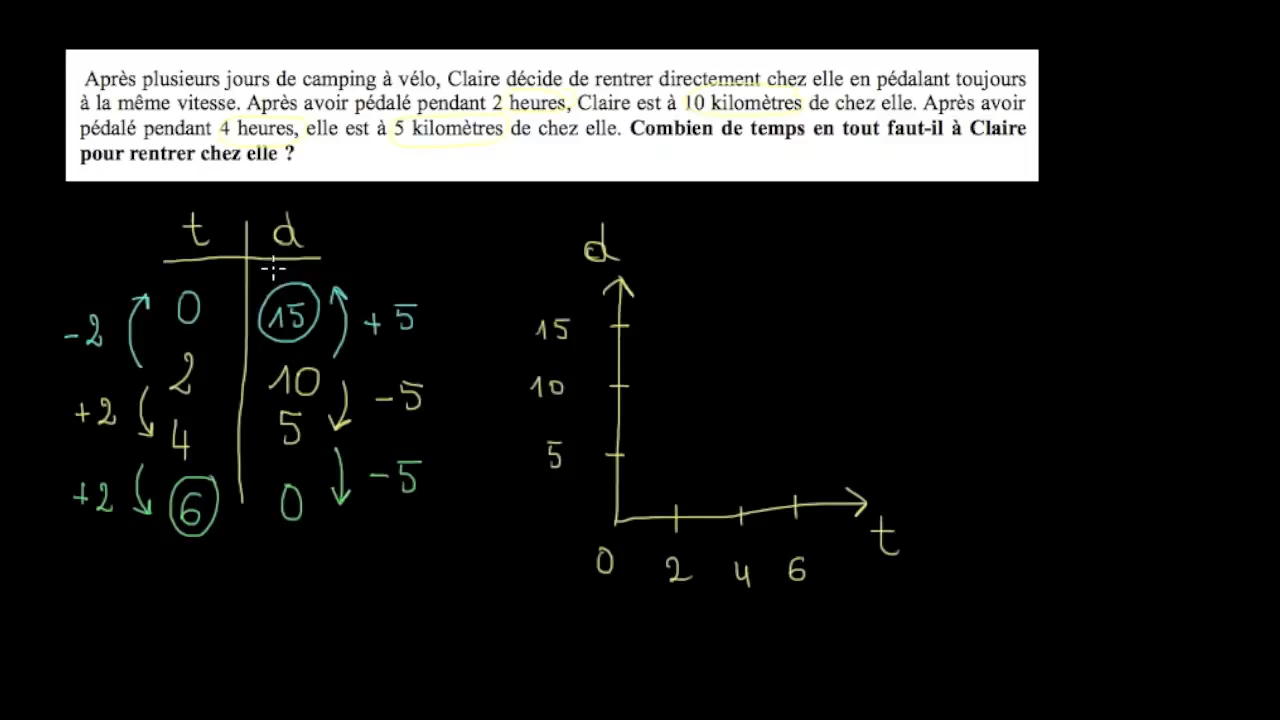 Après plusieurs jours de camping à vélo, Claire décide de rentrer directement chez elle en pédalant toujours
à la même vitesse. Après avoir pédalé pendant 2 heures, Claire est à 10 kilomètres de chez elle. Après avoir
pédalé pendant 4 heures, elle est à 5 kilomètres de chez elle. Combien de temps en tout faut-il à Claire
pour rentrer chez elle ?
t d
0 15
-2 +5
2 10
+2 -5
4 5
+2 -5
6 0
d
15
10
5
0 2 4 6
t